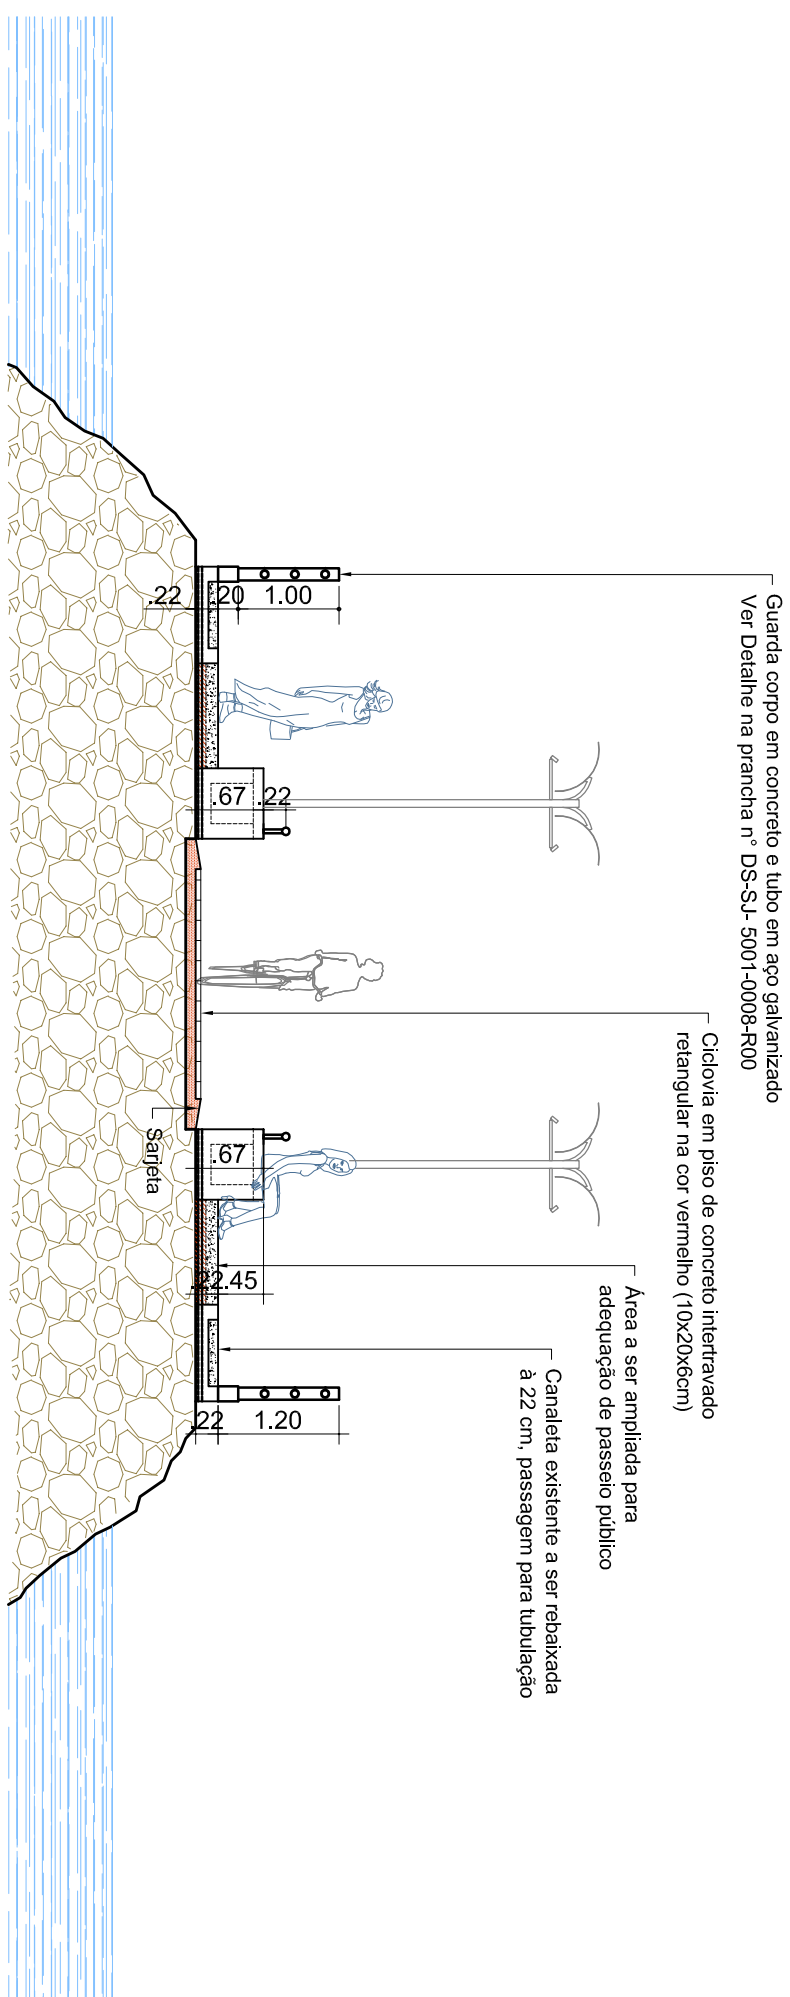 Guarda corpo em concreto e tubo em aço galvanizado
Ver Detalhe na prancha n° DS-SJ- 5001-0008-R00
Ciclovia em piso de concreto intertravado
retangular na cor vermelho (10x20x6cm)
Área a ser ampliada para
adequação de passeio público
Canaleta existente a ser rebaixada
à 22 cm, passagem para tubulação
.22
20
1.00
.67
.22
Sarjeta
.67
.22
.45
.22
1.20